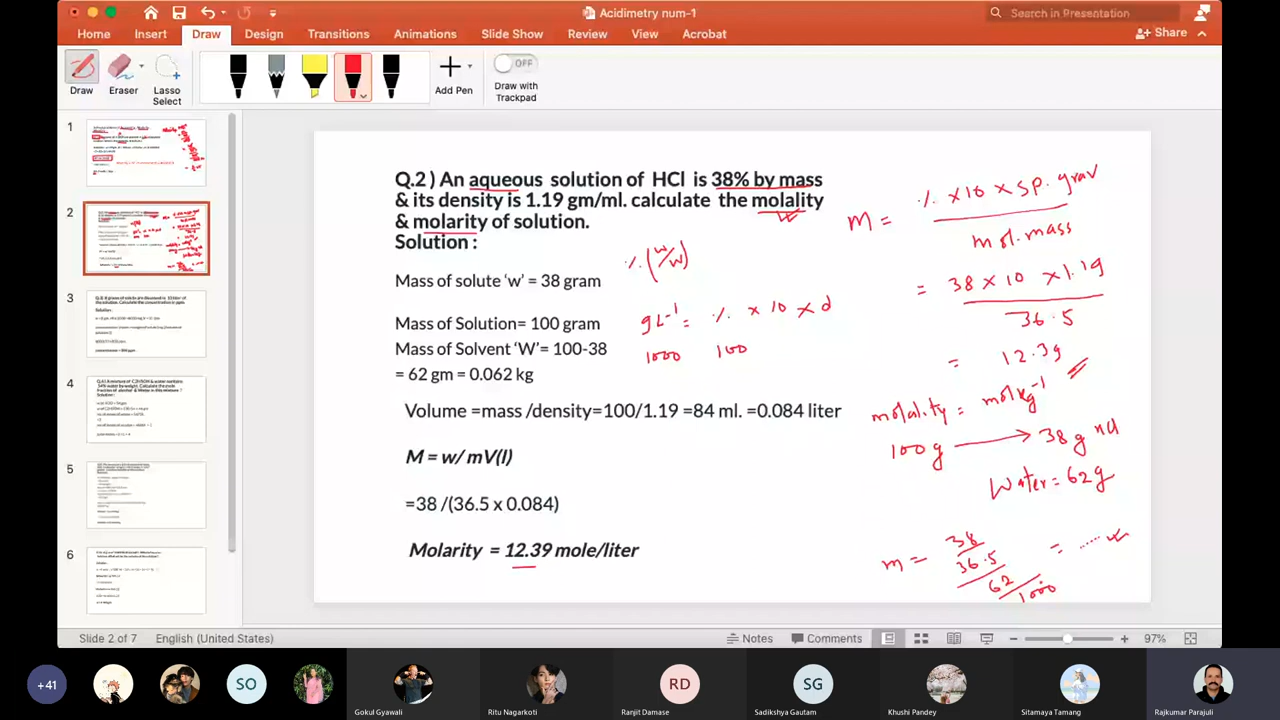 Acidimetry num-1
Search in Presentation
Home Insert Draw Design Transitions Animations Slide Show Review View Acrobat
Share
OFF
Draw Eraser Lasso Select Add Pen Draw with Trackpad
1
2
3
4
5
6
Q.2 ) An aqueous solution of HCl is 38% by mass
& its density is 1.19 gm/ml. calculate the molality
& molarity of solution.
Solution :
% (w/w)
Mass of solute ‘w’ = 38 gram
gL⁻¹ = % × 10 × d
1000 100
Mass of Solution= 100 gram
Mass of Solvent ‘W’= 100-38
= 62 gm = 0.062 kg
Volume =mass /density=100/1.19 =84 ml. =0.084 liter
M = w/ mV(l)
=38 /(36.5 x 0.084)
Molarity = 12.39 mole/liter
M = % × 10 × sp. grav
mol. mass
= 38 × 10 × 1.19
36.5
= 12.39
molality = mol kg⁻¹
100g → 38 g HCl
Water = 62g
m = 38
36.5
62
1000
= .....
Slide 2 of 7 English (United States) Notes Comments 97%
+41 SO RD SG
Gokul Gyawali Ritu Nagarkoti Ranjit Damase Sadikshya Gautam Khushi Pandey Sitamaya Tamang Rajkumar Parajuli